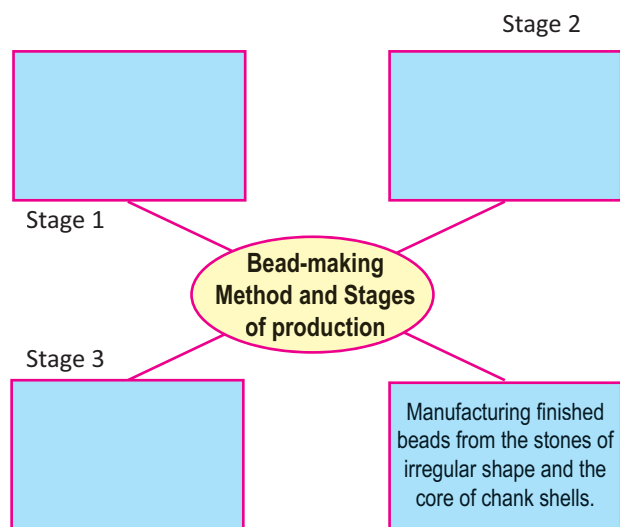 Stage 2
Stage 1
Bead-making
Method and Stages
of production
Stage 3
Manufacturing finished
beads from the stones of
irregular shape and the
core of chank shells.